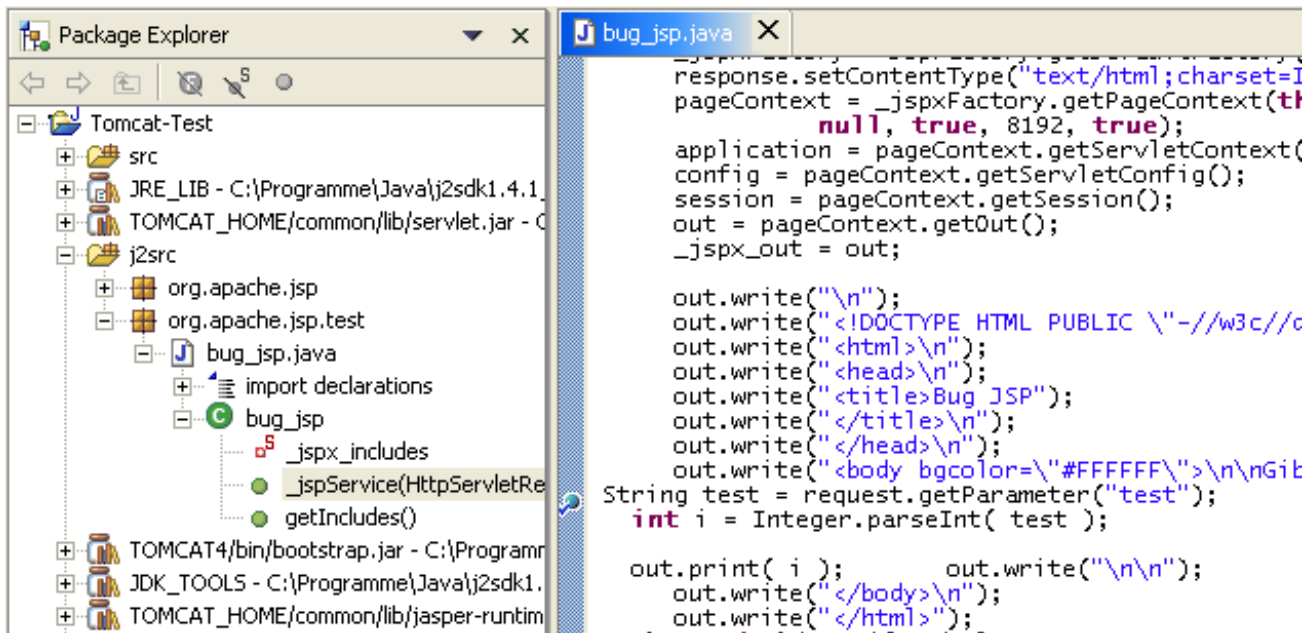 Package Explorer
Tomcat-Test
src
JRE_LIB - C:\Programme\Java\j2sdk1.4.1_
TOMCAT_HOME/common/lib/servlet.jar - C
j2src
org.apache.jsp
org.apache.jsp.test
bug_jsp.java
import declarations
bug_jsp
S _jspx_includes
_jspService(HttpServletRe
getIncludes()
TOMCAT4/bin/bootstrap.jar - C:\Programm
JDK_TOOLS - C:\Programme\Java\j2sdk1.
TOMCAT_HOME/common/lib/jasper-runtim
bug_jsp.java
response.setContentType("text/html;charset=I
pageContext = _jspxFactory.getPageContext(th
null, true, 8192, true);
application = pageContext.getServletContext(
config = pageContext.getServletConfig();
session = pageContext.getSession();
out = pageContext.getOut();
_jspx_out = out;
out.write("\n");
out.write("<!DOCTYPE HTML PUBLIC \"-//w3c//d
out.write("<html>\n");
out.write("<head>\n");
out.write("<title>Bug JSP");
out.write("</title>\n");
out.write("</head>\n");
out.write("<body bgcolor=\"#FFFFFF\">\n\nGib
String test = request.getParameter("test");
int i = Integer.parseInt( test );
out.print( i ); out.write("\n\n");
out.write("</body>\n");
out.write("</html>");